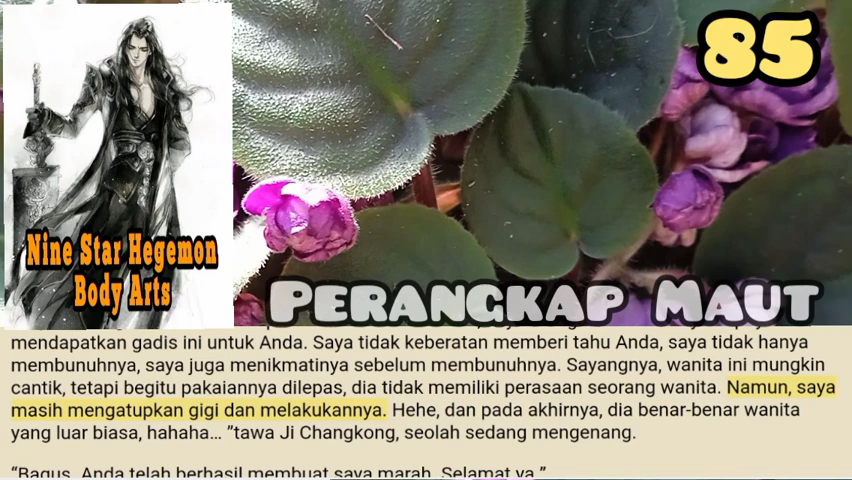 85
Nine Star Hegemon
Body Arts
Perangkap Maut
mendapatkan gadis ini untuk Anda. Saya tidak keberatan memberi tahu Anda, saya tidak hanya
membunuhnya, saya juga menikmatinya sebelum membunuhnya. Sayangnya, wanita ini mungkin
cantik, tetapi begitu pakaiannya dilepas, dia tidak memiliki perasaan seorang wanita. Namun, saya
masih mengatupkan gigi dan melakukannya. Hehe, dan pada akhirnya, dia benar-benar wanita
yang luar biasa, hahaha… ”tawa Ji Changkong, seolah sedang mengenang.
“Bagus. Anda telah berhasil membuat saya marah. Selamat ya.”